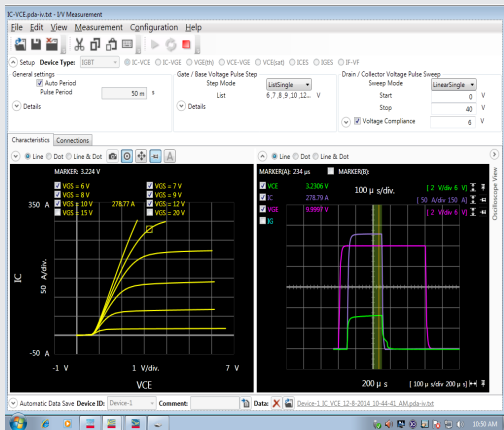 IC-VCE.pda-iv.txt - I/V Measurement
File Edit View Measurement Configuration Help
Setup Device Type: IGBT IC-VCE IC-VGE VGE(th) VCE-VGE VCE(sat) ICES IGES IF-VF
General settings
Auto Period
Pulse Period 50 m s
Details
Gate / Base Voltage Pulse Step
Step Mode ListSingle
List 6,7,8,9,10,12,.. V
Details
Drain / Collector Voltage Pulse Sweep
Sweep Mode LinearSingle
Start 0 V
Stop 40 V
Voltage Compliance 6 V
Characteristics Connections
Line Dot Line & Dot
MARKER: 3.224 V
VGS = 6 V VGS = 7 V
VGS = 8 V VGS = 9 V
VGS = 10 V 278.77 A VGS = 12 V
VGS = 15 V VGS = 20 V
350 A
IC
50 A/div.
-50 A
-1 V 1 V/div. 7 V
VCE
Line Dot Line & Dot
MARKER(A): 234 µs MARKER(B):
VCE 3.2306 V 100 µ s/div. [ 2 V/div 6 V]
IC 278.79 A [ 50 A/div 150 A]
VGE 9.9997 V [ 2 V/div 6 V]
IG
200 µ s [ 100 µ s/div 200 µ s]
Oscilloscope View
Automatic Data Save Device ID: Device-1 Comment: Data: Device-1 IC VCE 12-8-2014 10-44-41 AM.pda-iv.txt
10:50 AM